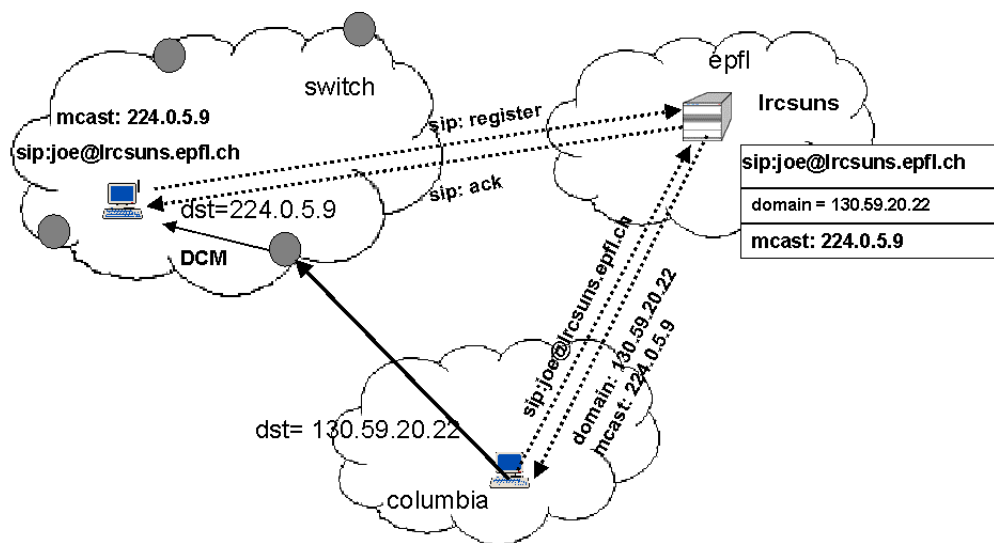 epfl
switch
lrcsuns
mcast: 224.0.5.9
sip: register
sip:joe@lrcsuns.epfl.ch
sip:joe@lrcsuns.epfl.ch
sip: ack
domain = 130.59.20.22
dst=224.0.5.9
mcast: 224.0.5.9
DCM
sip:joe@lrcsuns.epfl.ch
domain: 130.59.20.22
mcast: 224.0.5.9
dst= 130.59.20.22
columbia